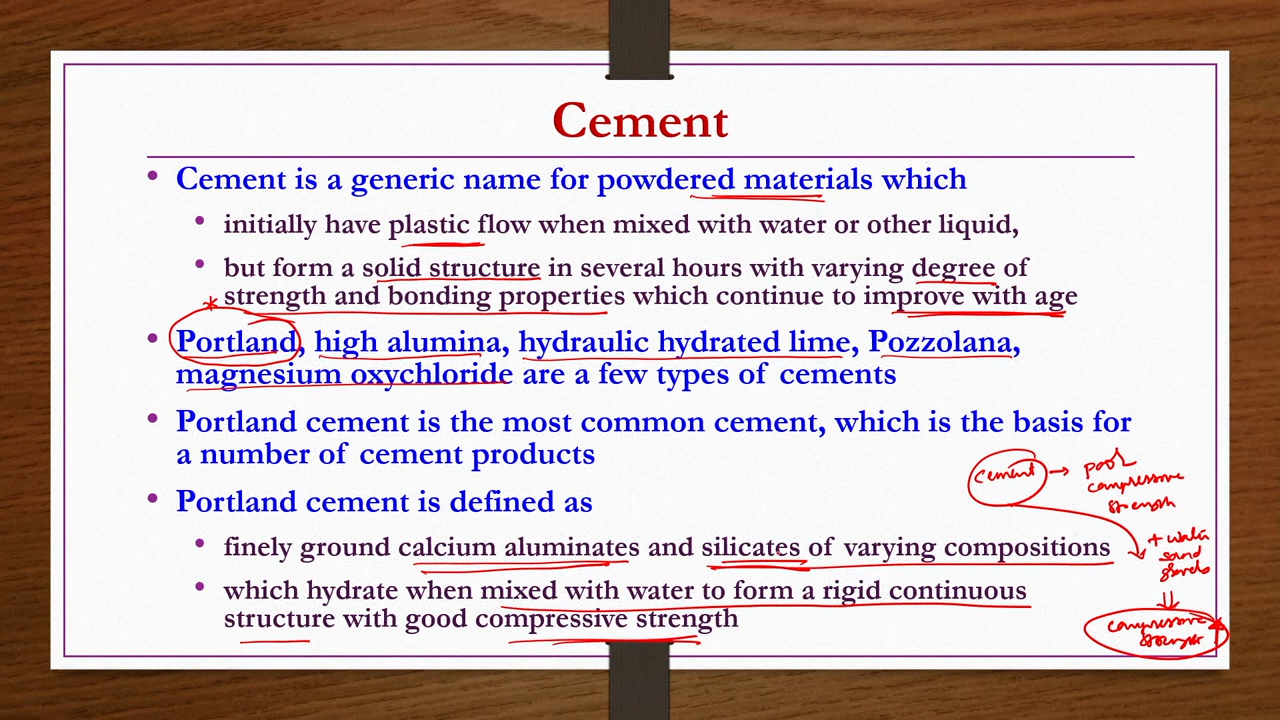 Cement
• Cement is a generic name for powdered materials which
• initially have plastic flow when mixed with water or other liquid,
• but form a solid structure in several hours with varying degree of
* strength and bonding properties which continue to improve with age
• Portland, high alumina, hydraulic hydrated lime, Pozzolana,
magnesium oxychloride are a few types of cements
• Portland cement is the most common cement, which is the basis for
a number of cement products
• Portland cement is defined as
• finely ground calcium aluminates and silicates of varying compositions
• which hydrate when mixed with water to form a rigid continuous
structure with good compressive strength
cement → poor
compressive
strength
+ water
sand
gravels
⇓
compressive
strength ↑